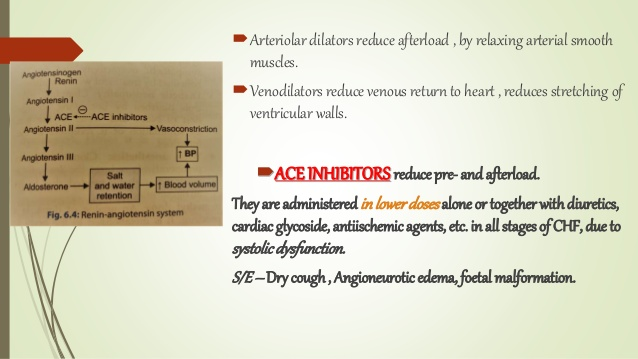 Arteriolar dilators reduce afterload , by relaxing arterial smooth
muscles.
Venodilators reduce venous return to heart , reduces stretching of
ventricular walls.
ACE INHIBITORS reduce pre- and afterload.
They are administered in lower doses alone or together with diuretics,
cardiac glycoside, antiischemic agents, etc. in all stages of CHF, due to
systolic dysfunction.
S/E – Dry cough , Angioneurotic edema, foetal malformation.
Angiotensinogen
Renin
Angiotensin I
ACE ACE inhibitors
Angiotensin II Vasoconstriction
↑ BP
Angiotensin III
Aldosterone Salt and water retention ↑ Blood volume
Fig. 6.4: Renin-angiotensin system